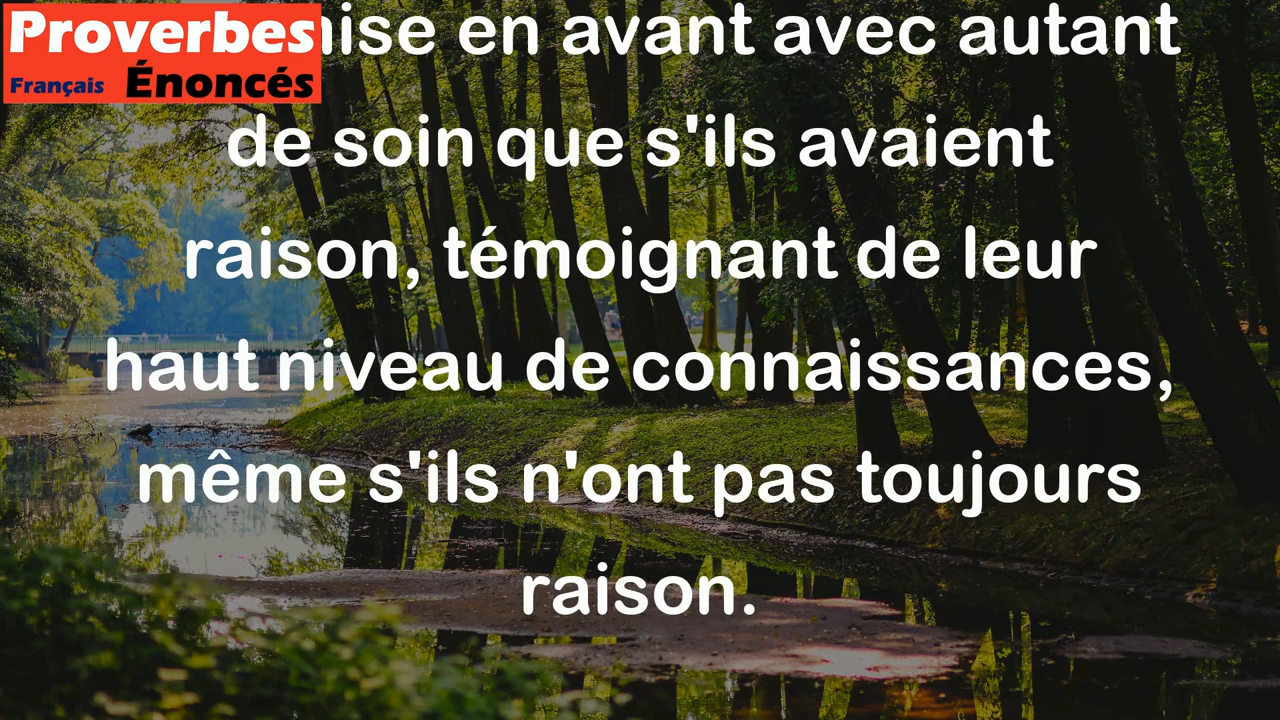 Proverbes
Français Énoncés
en avant avec autant
de soin que s'ils avaient
raison, témoignant de leur
haut niveau de connaissances,
même s'ils n'ont pas toujours
raison.